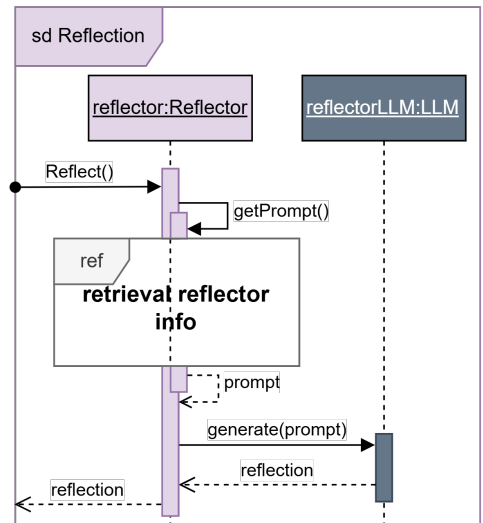 sd Reflection
reflector:Reflector
reflectorLLM:LLM
Reflect()
getPrompt()
ref
retrieval reflector
info
prompt
generate(prompt)
reflection
reflection